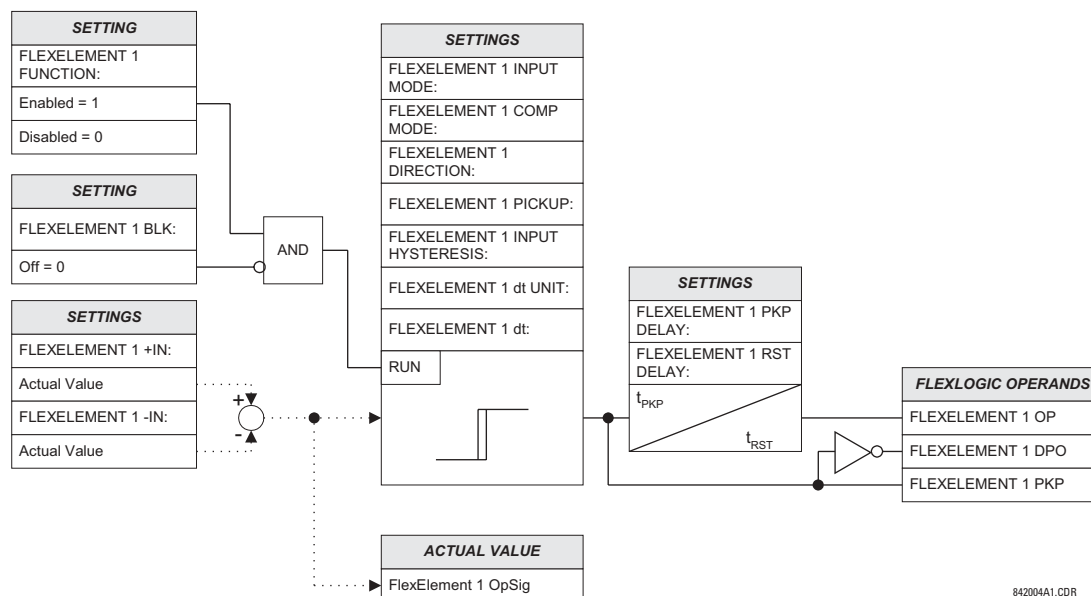 SETTING
FLEXELEMENT 1
FUNCTION:
Enabled = 1
Disabled = 0
SETTING
FLEXELEMENT 1 BLK:
Off = 0
SETTINGS
FLEXELEMENT 1 +IN:
Actual Value
FLEXELEMENT 1 -IN:
Actual Value
AND
+
-
SETTINGS
FLEXELEMENT 1 INPUT
MODE:
FLEXELEMENT 1 COMP
MODE:
FLEXELEMENT 1
DIRECTION:
FLEXELEMENT 1 PICKUP:
FLEXELEMENT 1 INPUT
HYSTERESIS:
FLEXELEMENT 1 dt UNIT:
FLEXELEMENT 1 dt:
RUN
ACTUAL VALUE
FlexElement 1 OpSig
SETTINGS
FLEXELEMENT 1 PKP
DELAY:
FLEXELEMENT 1 RST
DELAY:
tPKP
tRST
FLEXLOGIC OPERANDS
FLEXELEMENT 1 OP
FLEXELEMENT 1 DPO
FLEXELEMENT 1 PKP
842004A1.CDR